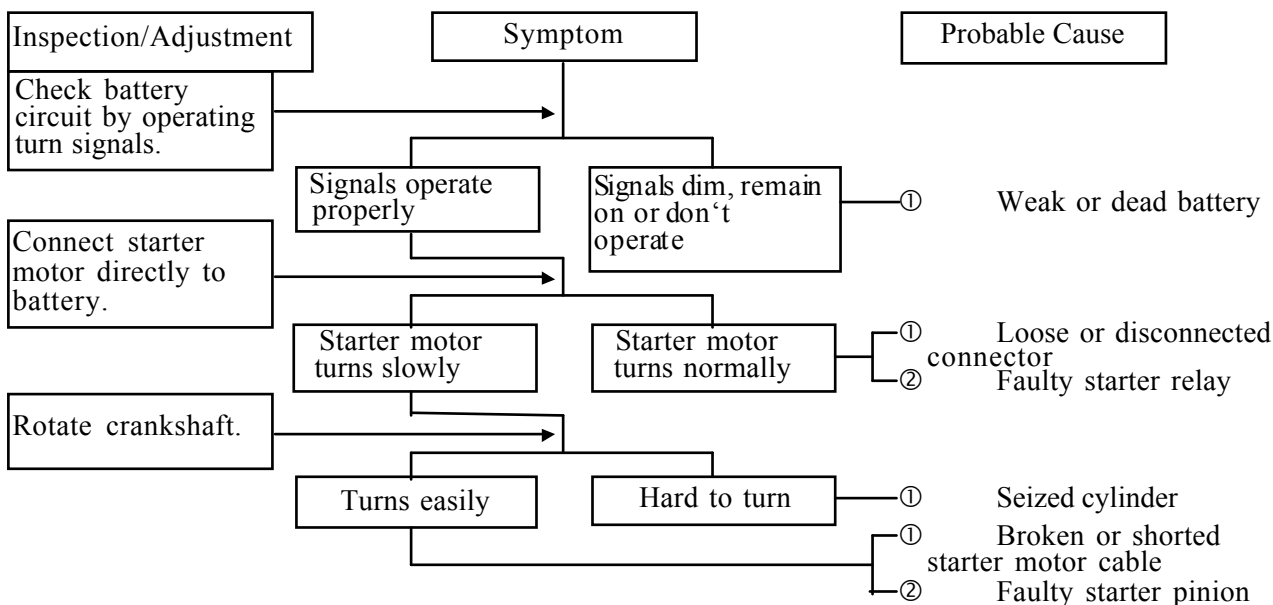 Inspection/Adjustment
Symptom
Probable Cause
Check battery
circuit by operating
turn signals.
Signals operate
properly
Signals dim, remain
on or don‘t
operate
① Weak or dead battery
Connect starter
motor directly to
battery.
Starter motor
turns slowly
Starter motor
turns normally
① Loose or disconnected
connector
② Faulty starter relay
Rotate crankshaft.
Turns easily
Hard to turn
① Seized cylinder
① Broken or shorted
starter motor cable
② Faulty starter pinion